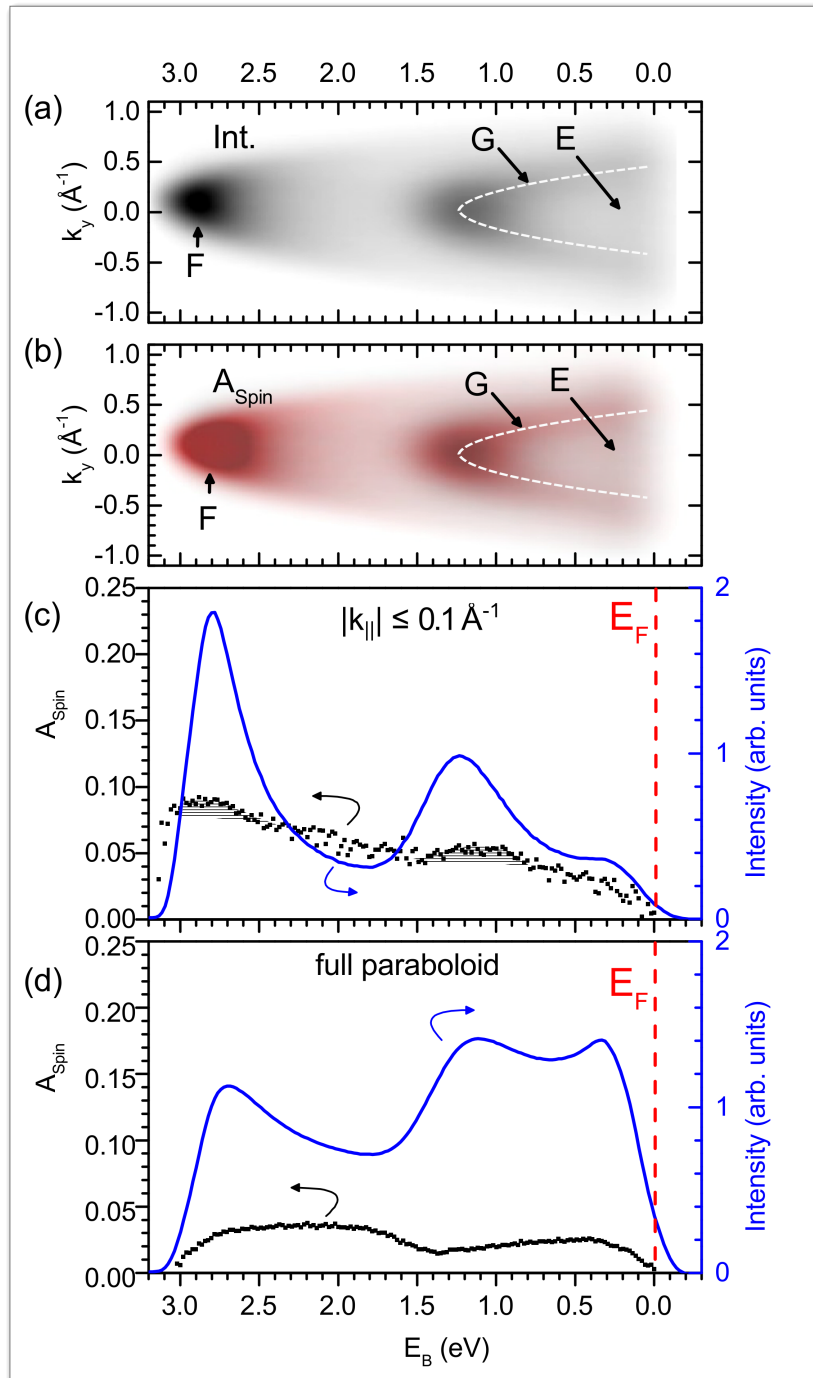 3.0 2.5 2.0 1.5 1.0 0.5 0.0
(a)
1.0
0.5
0.0
-0.5
-1.0
k_y (Å⁻¹)
Int.
G
E
F
(b)
1.0
0.5
0.0
-0.5
-1.0
k_y (Å⁻¹)
A_Spin
G
E
F
(c)
0.25
0.20
0.15
0.10
0.05
0.00
A_Spin
|k_||| ≤ 0.1 Å⁻¹
E_F
2
1
0
Intensity (arb. units)
(d)
0.25
0.20
0.15
0.10
0.05
0.00
A_Spin
full paraboloid
E_F
2
1
0
Intensity (arb. units)
3.0 2.5 2.0 1.5 1.0 0.5 0.0
E_B (eV)